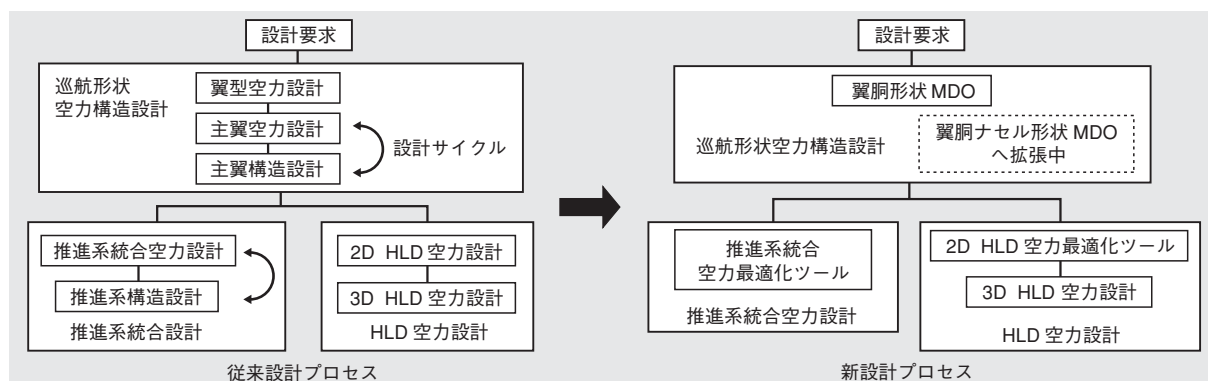 設計要求
巡航形状
空力構造設計
翼型空力設計
主翼空力設計
主翼構造設計
設計サイクル
推進系統合空力設計
推進系構造設計
推進系統合設計
2D HLD 空力設計
3D HLD 空力設計
HLD 空力設計
従来設計プロセス
設計要求
翼胴形状 MDO
巡航形状空力構造設計
翼胴ナセル形状 MDO
へ拡張中
推進系統合
空力最適化ツール
推進系統合空力設計
2D HLD 空力最適化ツール
3D HLD 空力設計
HLD 空力設計
新設計プロセス